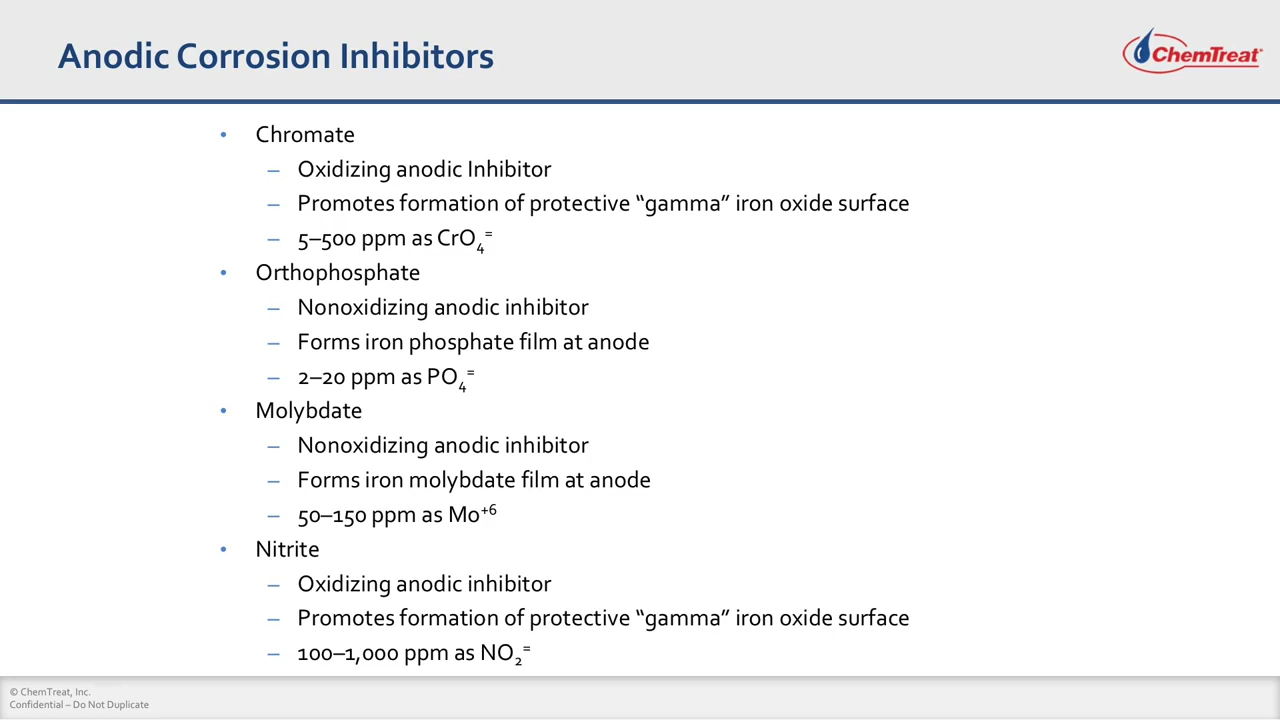 Anodic Corrosion Inhibitors
ChemTreat®
• Chromate
– Oxidizing anodic Inhibitor
– Promotes formation of protective “gamma” iron oxide surface
– 5–500 ppm as CrO₄⁼
• Orthophosphate
– Nonoxidizing anodic inhibitor
– Forms iron phosphate film at anode
– 2–20 ppm as PO₄⁼
• Molybdate
– Nonoxidizing anodic inhibitor
– Forms iron molybdate film at anode
– 50–150 ppm as Mo⁺⁶
• Nitrite
– Oxidizing anodic inhibitor
– Promotes formation of protective “gamma” iron oxide surface
– 100–1,000 ppm as NO₂⁼
© ChemTreat, Inc.
Confidential – Do Not Duplicate